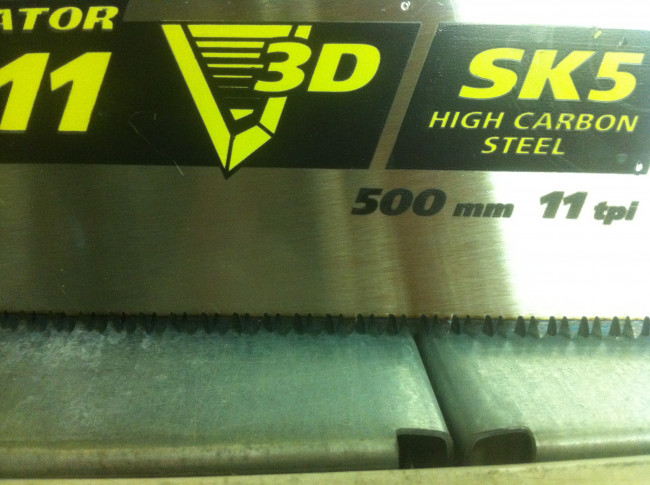 ATOR
11
3D
SK5
HIGH CARBON
STEEL
500 mm 11 tpi